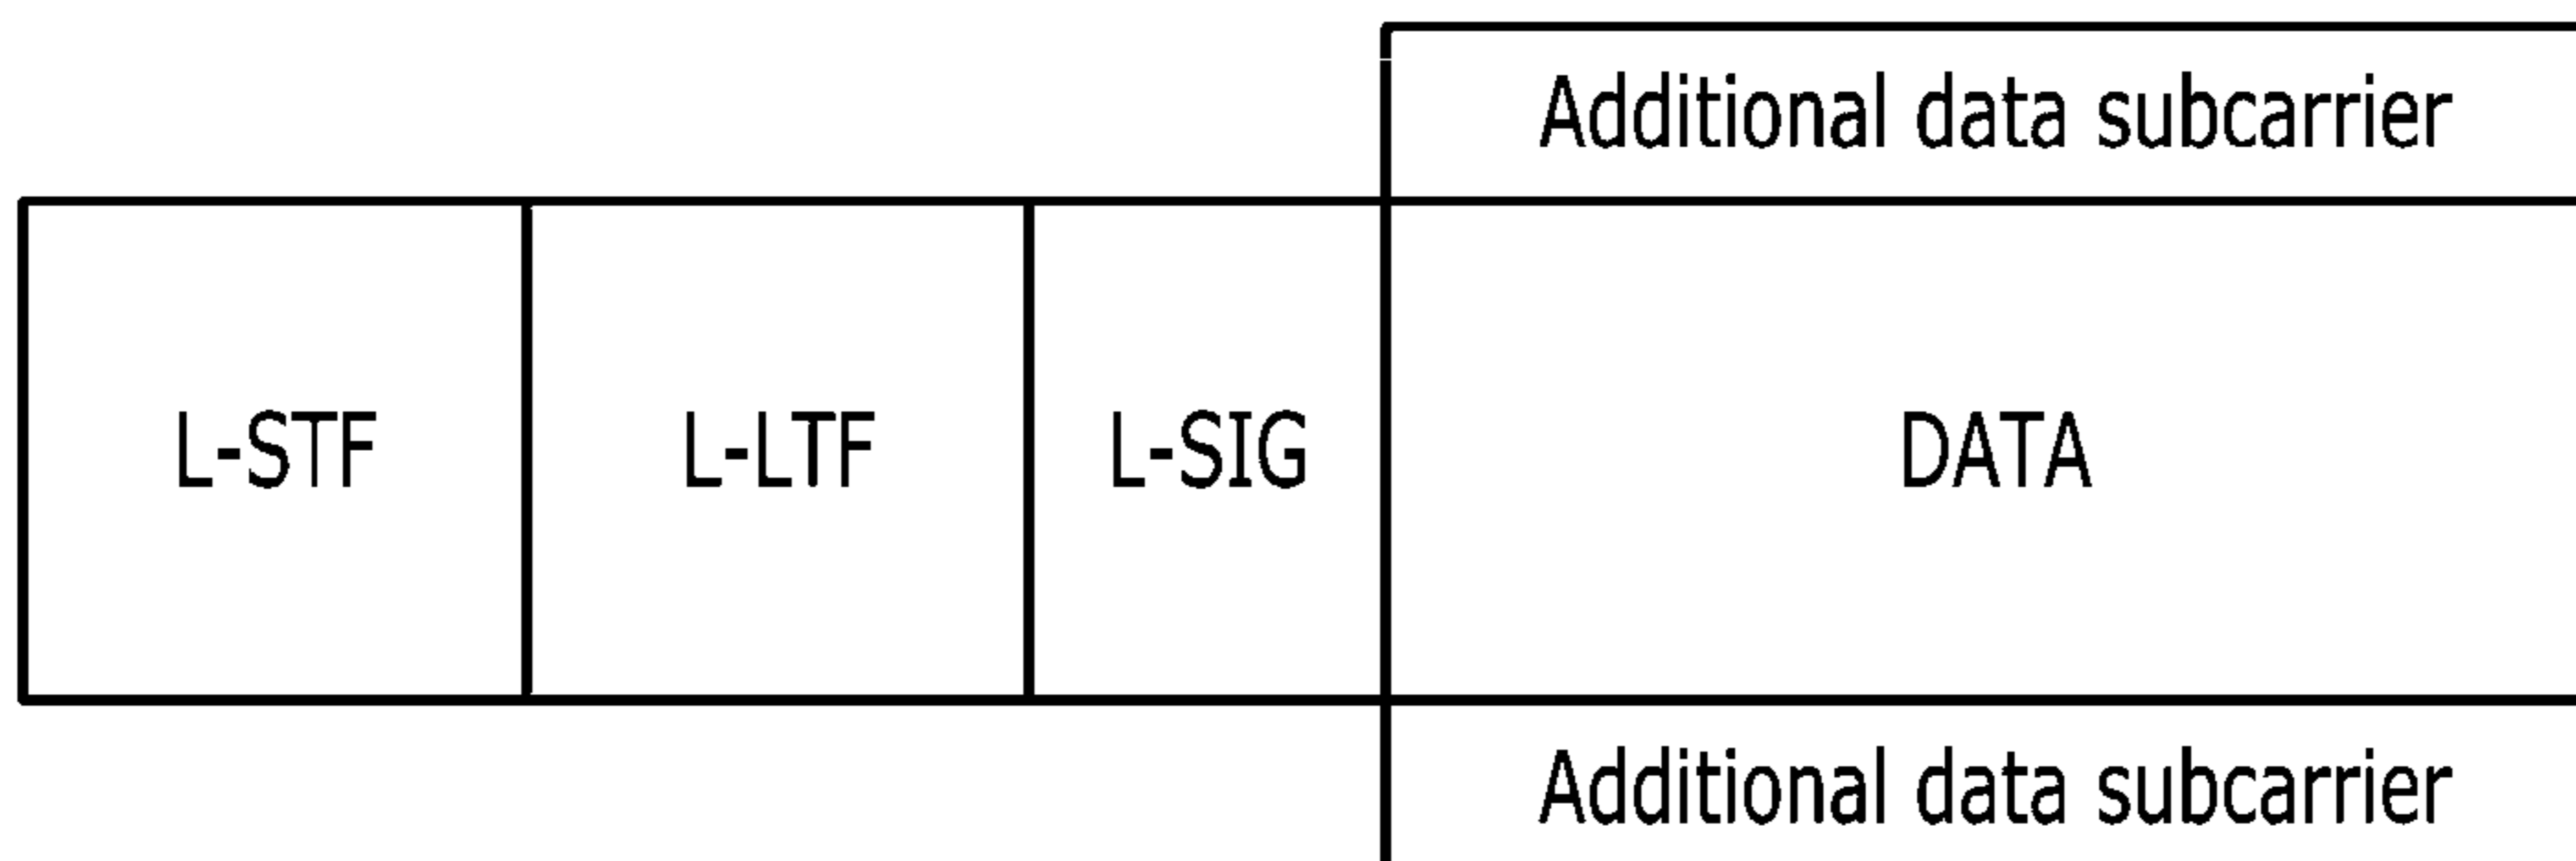 Additional data subcarrier
L-STF
L-LTF
L-SIG
DATA
Additional data subcarrier